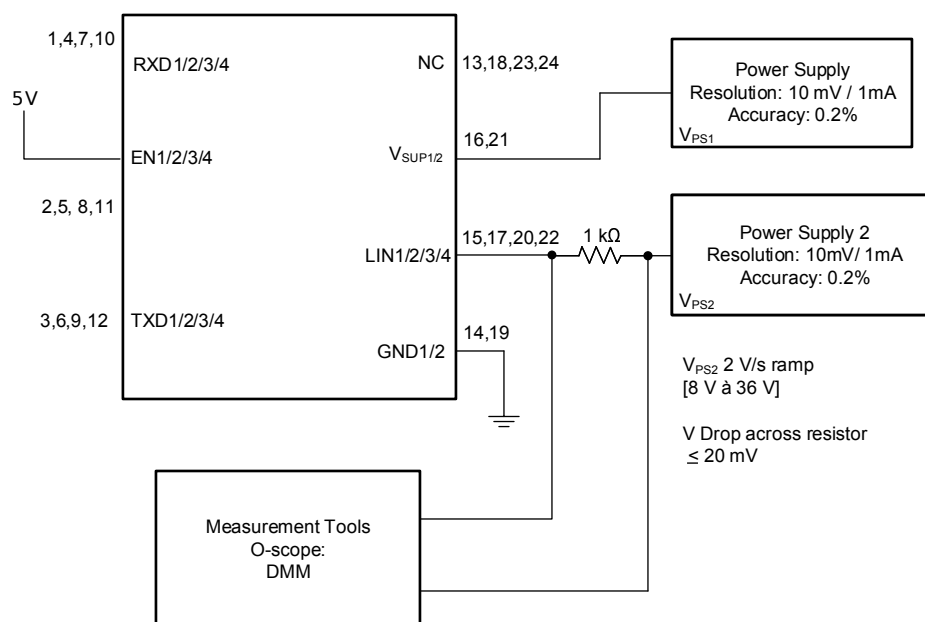 1,4,7,10
RXD1/2/3/4
NC
13,18,23,24
5V
EN1/2/3/4
VSUP1/2
16,21
Power Supply
Resolution: 10 mV / 1mA
Accuracy: 0.2%
VPS1
2,5, 8,11
LIN1/2/3/4
15,17,20,22
1 kΩ
Power Supply 2
Resolution: 10mV/ 1mA
Accuracy: 0.2%
VPS2
3,6,9,12
TXD1/2/3/4
GND1/2
14,19
VPS2 2 V/s ramp
[8 V à 36 V]
V Drop across resistor
≤ 20 mV
Measurement Tools
O-scope:
DMM